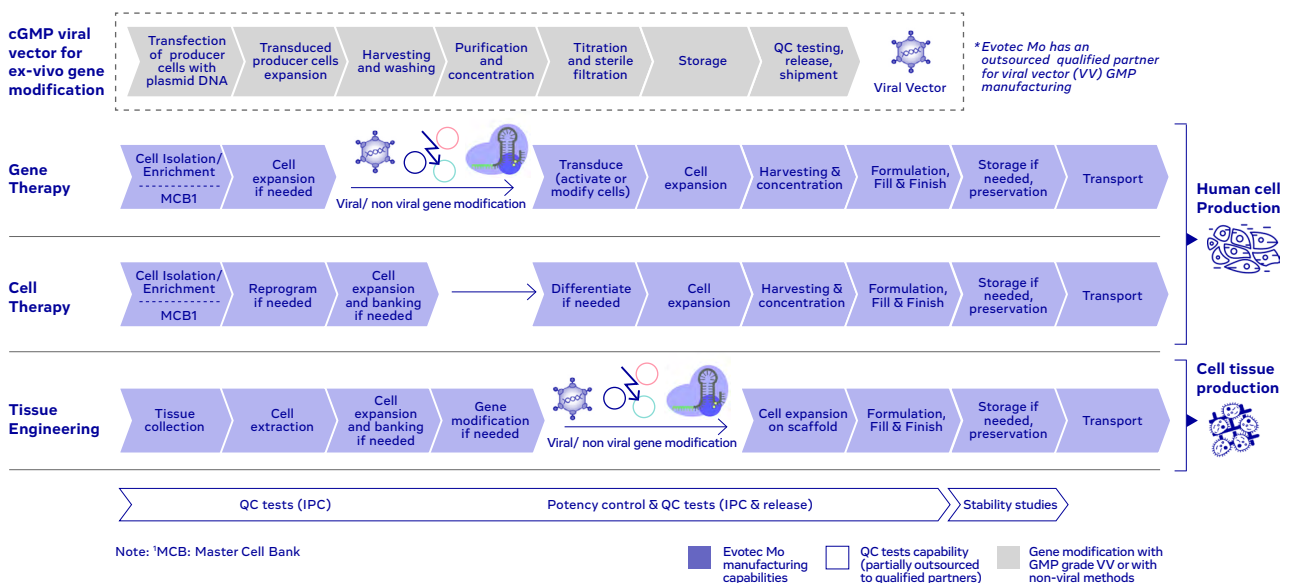 cGMP viral
vector for
ex-vivo gene
modification
Transfection
of producer
cells with
plasmid DNA
Transduced
producer cells
expansion
Harvesting
and washing
Purification
and
concentration
Titration
and sterile
filtration
Storage
QC testing,
release,
shipment
Viral Vector
*Evotec Mo has an
outsourced qualified partner
for viral vector (VV) GMP
manufacturing
Gene
Therapy
Cell Isolation/
Enrichment
MCB1
Cell
expansion
if needed
Viral/ non viral gene modification
Transduce
(activate or
modify cells)
Cell
expansion
Harvesting &
concentration
Formulation,
Fill & Finish
Storage if
needed,
preservation
Transport
Human cell
Production
Cell
Therapy
Cell Isolation/
Enrichment
MCB1
Reprogram
if needed
Cell
expansion
and banking
if needed
Differentiate
if needed
Cell
expansion
Harvesting &
concentration
Formulation,
Fill & Finish
Storage if
needed,
preservation
Transport
Tissue
Engineering
Tissue
collection
Cell
extraction
Cell
expansion
and banking
if needed
Gene
modification
if needed
Viral/ non viral gene modification
Cell expansion
on scaffold
Formulation,
Fill & Finish
Storage if
needed,
preservation
Transport
Cell tissue
production
QC tests (IPC)
Potency control & QC tests (IPC & release)
Stability studies
Note: ¹MCB: Master Cell Bank
Evotec Mo
manufacturing
capabilities
QC tests capability
(partially outsourced
to qualified partners)
Gene modification with
GMP grade VV or with
non-viral methods